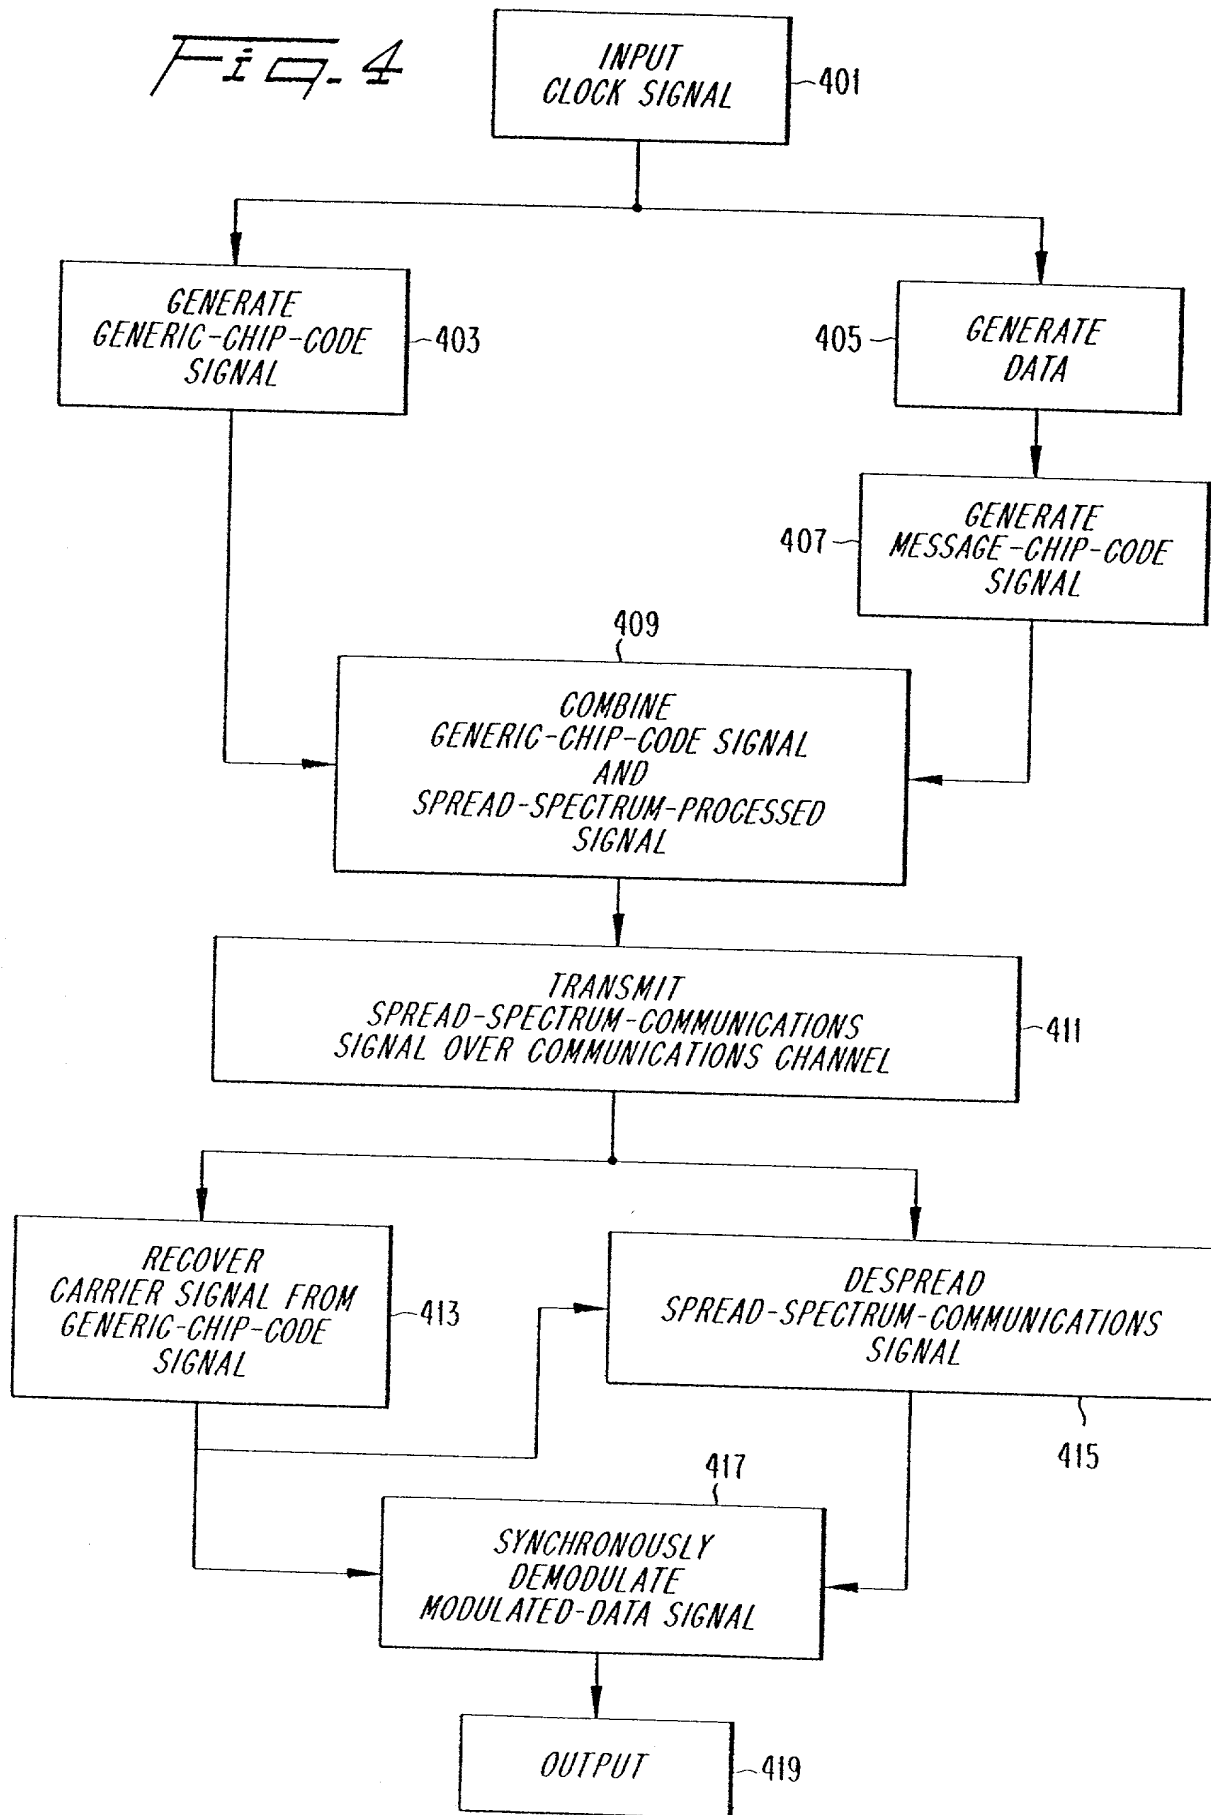 Fig. 4
INPUT
CLOCK SIGNAL
401
GENERATE
GENERIC-CHIP-CODE
SIGNAL
403
405
GENERATE
DATA
407
GENERATE
MESSAGE-CHIP-CODE
SIGNAL
409
COMBINE
GENERIC-CHIP-CODE SIGNAL
AND
SPREAD-SPECTRUM-PROCESSED
SIGNAL
TRANSMIT
SPREAD-SPECTRUM-COMMUNICATIONS
SIGNAL OVER COMMUNICATIONS CHANNEL
411
RECOVER
CARRIER SIGNAL FROM
GENERIC-CHIP-CODE
SIGNAL
413
DESPREAD
SPREAD-SPECTRUM-COMMUNICATIONS
SIGNAL
415
417
SYNCHRONOUSLY
DEMODULATE
MODULATED-DATA SIGNAL
OUTPUT
419